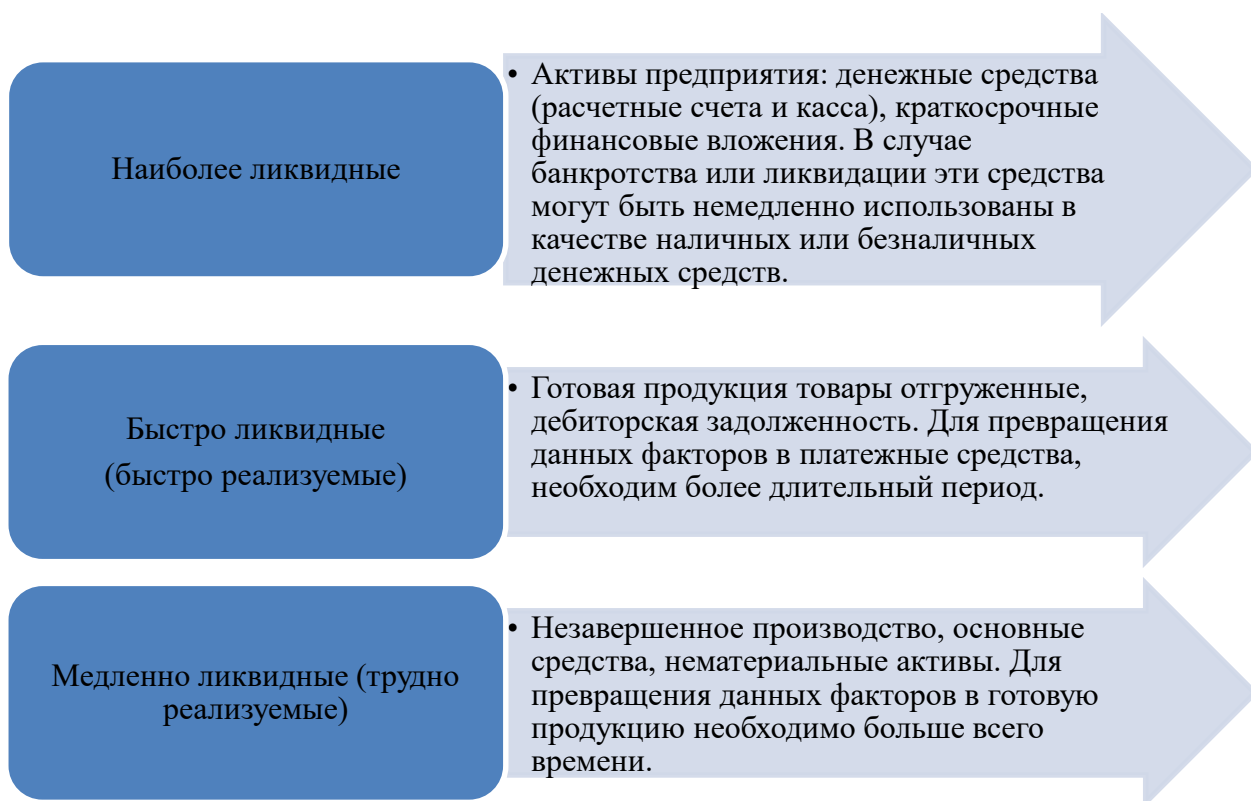 Наиболее ликвидные
• Активы предприятия: денежные средства
(расчетные счета и касса), краткосрочные
финансовые вложения. В случае
банкротства или ликвидации эти средства
могут быть немедленно использованы в
качестве наличных или безналичных
денежных средств.
Быстро ликвидные
(быстро реализуемые)
• Готовая продукция товары отгруженные,
дебиторская задолженность. Для превращения
данных факторов в платежные средства,
необходим более длительный период.
Медленно ликвидные (трудно
реализуемые)
• Незавершенное производство, основные
средства, нематериальные активы. Для
превращения данных факторов в готовую
продукцию необходимо больше всего
времени.